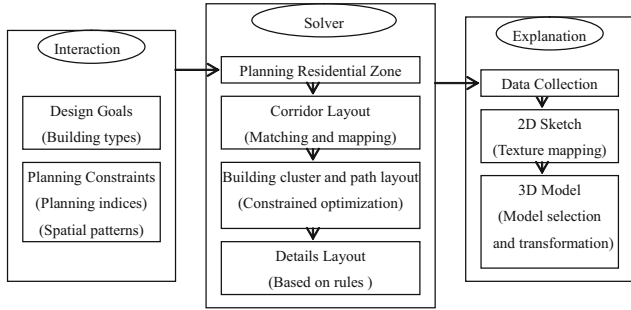 Interaction
Design Goals
(Building types)
Planning Constraints
(Planning indices)
(Spatial patterns)
Solver
Planning Residential Zone
Corridor Layout
(Matching and mapping)
Building cluster and path layout
(Constrained optimization)
Details Layout
(Based on rules )
Explanation
Data Collection
2D Sketch
(Texture mapping)
3D Model
(Model selection
and transformation)